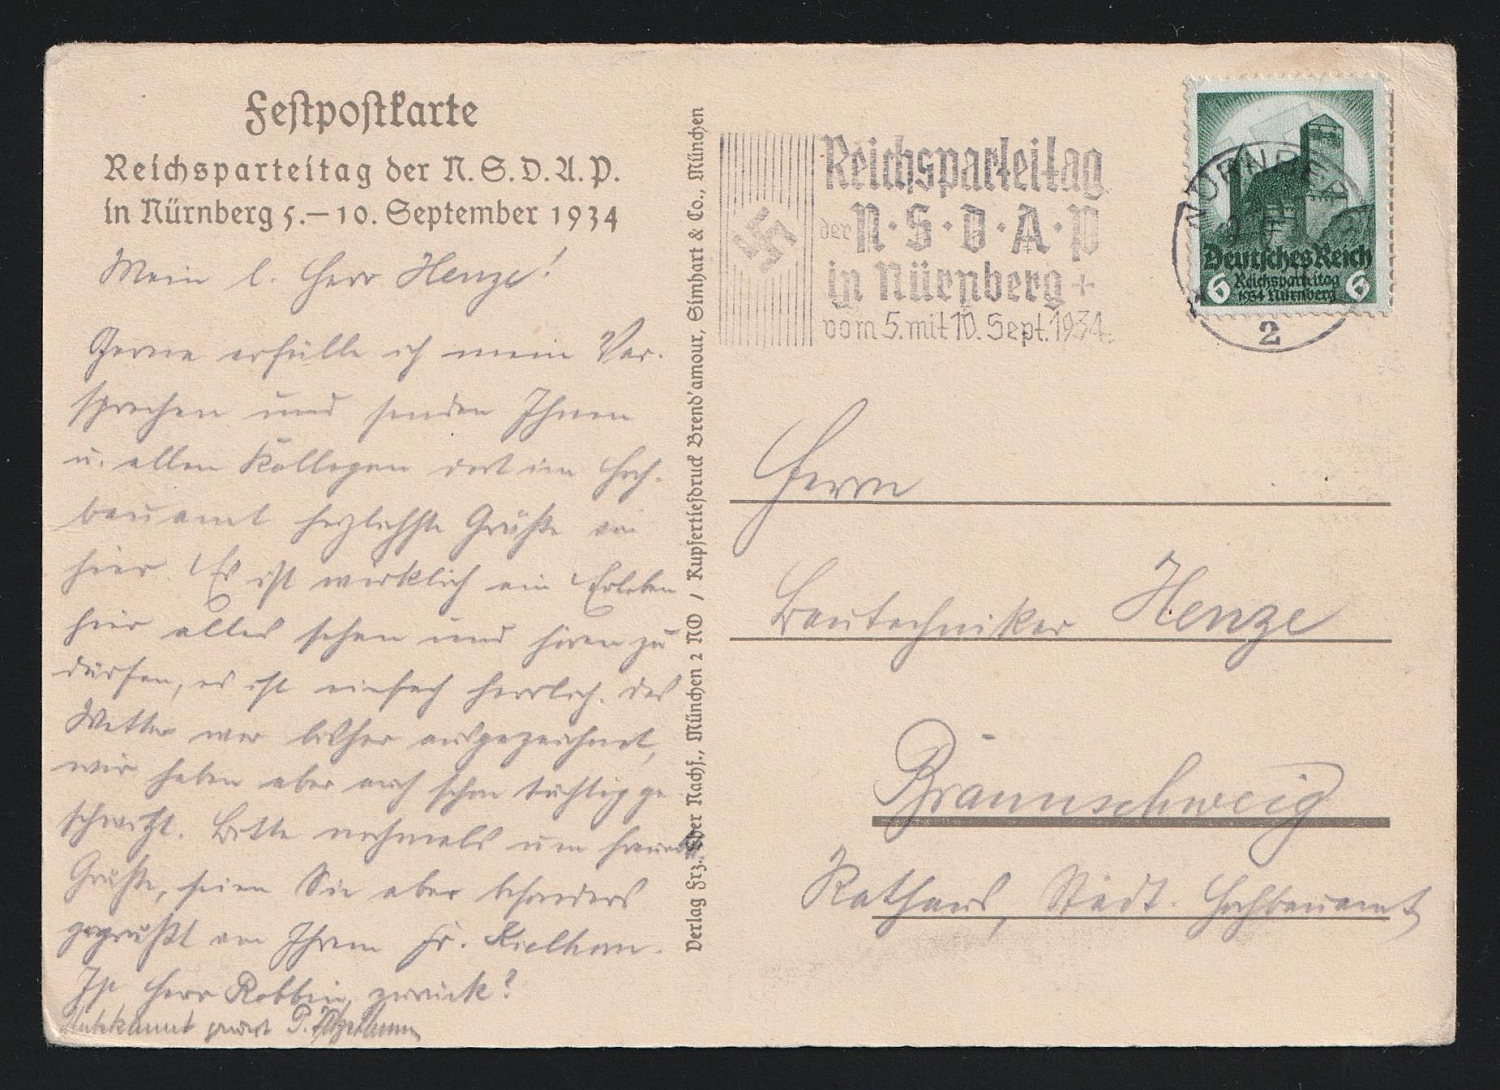 Festpostkarte
Reichsparteitag der N.S.D.A.P.
in Nürnberg 5.–10. September 1934
Mein l. Herr Henze!
Gerne erfülle ich mein Ver-
sprechen und sende Ihnen
u. allen Kollegen dort im Hoch-
bauamt herzlichste Grüße von
hier. Es ist wirklich ein Erleben
hier alles sehen und hören zu
dürfen, es ist einfach herrlich. Das
Wetter war bisher ausgezeichnet,
wir haben aber auch schon tüchtig ge
schwitzt. Bitte nochmals um
Grüße, seien Sie aber besonders
gegrüßt von Ihrem Fr.
Ist Herr Robbin zurück?
P.
Verlag Frz. Eher Nachf., München 2 NO / Kupfertiefdruck Brend'amour, Simhart & Co., München
Reichsparteitag
der N·S·D·A·P
in Nürnberg
vom 5. mit 10. Sept. 1934
NÜRNBERG
2
Deutsches Reich
6 Reichsparteitag 6
1934 Nürnberg
Herrn
Bautechniker Henze
Braunschweig
Rathaus, Städt. Hochbauamt